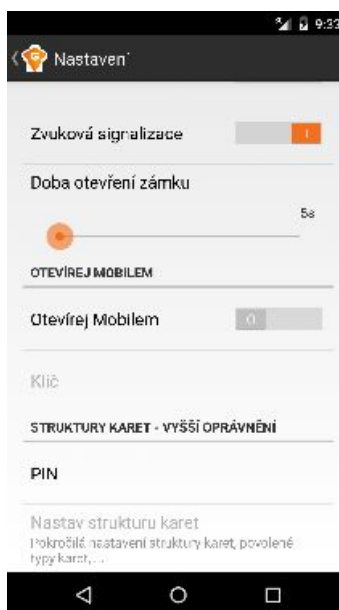 9:33
Nastavení
Zvuková signalizace
I
Doba otevření zámku
5s
OTEVÍREJ MOBILEM
Otevírej Mobilem
O
Klíč
STRUKTURY KARET - VYŠŠÍ OPRÁVNĚNÍ
PIN
Nastav strukturu karet
Pokročilá nastavení struktury karet, povolené
typy karet,...